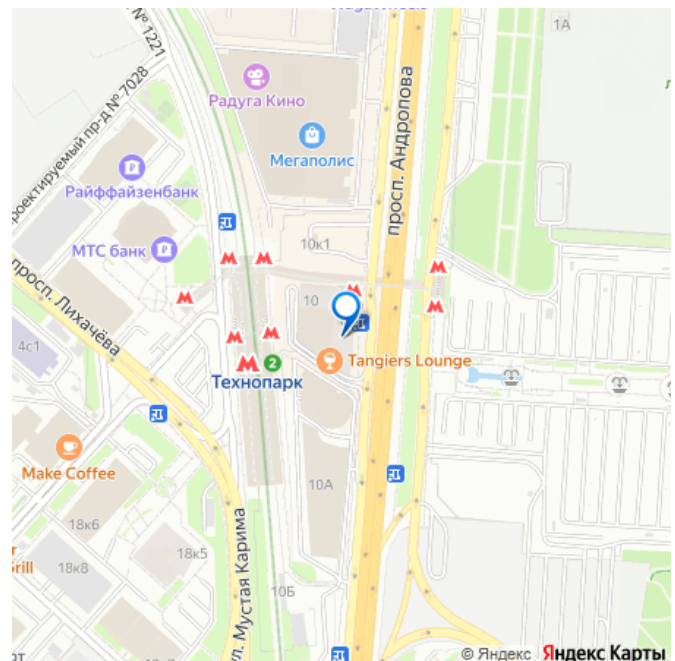 1А
№ 1221
проектируемый пр-д № 7028
Радуга Кино
Мегаполис
просп. Андропова
Райффайзенбанк
МТС банк
10к1
просп. Лихачёва
10
4с1
2
Технопарк
Tangiers Lounge
Make Coffee
10А
18к6
18к5
18к8
10Б
ул. Мустая Карима
© Яндекс Яндекс Карты